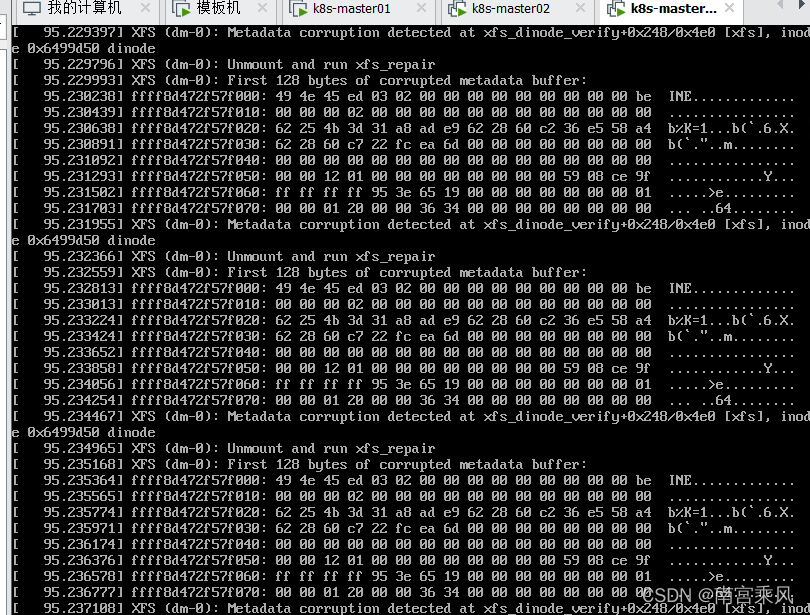 我的计算机 模板机 k8s-master01 k8s-master02 k8s-master...
[   95.229397] XFS (dm-0): Metadata corruption detected at xfs_dinode_verify+0x248/0x4e0 [xfs], inod
e 0x6499d50 dinode
[   95.229796] XFS (dm-0): Unmount and run xfs_repair
[   95.229993] XFS (dm-0): First 128 bytes of corrupted metadata buffer:
[   95.230238] ffff8d472f57f000: 49 4e 45 ed 03 02 00 00 00 00 00 00 00 00 00 be  INE.............
[   95.230439] ffff8d472f57f010: 00 00 00 02 00 00 00 00 00 00 00 00 00 00 00 00  ................
[   95.230638] ffff8d472f57f020: 62 25 4b 3d 31 a8 ad e9 62 28 60 c2 36 e5 58 a4  b%K=1...b(`.6.X.
[   95.230891] ffff8d472f57f030: 62 28 60 c7 22 fc ea 6d 00 00 00 00 00 00 00 00  b(`."..m........
[   95.231092] ffff8d472f57f040: 00 00 00 00 00 00 00 00 00 00 00 00 00 00 00 00  ................
[   95.231293] ffff8d472f57f050: 00 00 12 01 00 00 00 00 00 00 00 00 59 08 ce 9f  ............Y...
[   95.231502] ffff8d472f57f060: ff ff ff ff 95 3e 65 19 00 00 00 00 00 00 00 01  .....>e.........
[   95.231703] ffff8d472f57f070: 00 00 01 20 00 00 36 34 00 00 00 00 00 00 00 00  ... ..64........
[   95.231955] XFS (dm-0): Metadata corruption detected at xfs_dinode_verify+0x248/0x4e0 [xfs], inod
e 0x6499d50 dinode
[   95.232366] XFS (dm-0): Unmount and run xfs_repair
[   95.232559] XFS (dm-0): First 128 bytes of corrupted metadata buffer:
[   95.232813] ffff8d472f57f000: 49 4e 45 ed 03 02 00 00 00 00 00 00 00 00 00 be  INE.............
[   95.233013] ffff8d472f57f010: 00 00 00 02 00 00 00 00 00 00 00 00 00 00 00 00  ................
[   95.233224] ffff8d472f57f020: 62 25 4b 3d 31 a8 ad e9 62 28 60 c2 36 e5 58 a4  b%K=1...b(`.6.X.
[   95.233424] ffff8d472f57f030: 62 28 60 c7 22 fc ea 6d 00 00 00 00 00 00 00 00  b(`."..m........
[   95.233652] ffff8d472f57f040: 00 00 00 00 00 00 00 00 00 00 00 00 00 00 00 00  ................
[   95.233858] ffff8d472f57f050: 00 00 12 01 00 00 00 00 00 00 00 00 59 08 ce 9f  ............Y...
[   95.234056] ffff8d472f57f060: ff ff ff ff 95 3e 65 19 00 00 00 00 00 00 00 01  .....>e.........
[   95.234254] ffff8d472f57f070: 00 00 01 20 00 00 36 34 00 00 00 00 00 00 00 00  ... ..64........
[   95.234467] XFS (dm-0): Metadata corruption detected at xfs_dinode_verify+0x248/0x4e0 [xfs], inod
e 0x6499d50 dinode
[   95.234965] XFS (dm-0): Unmount and run xfs_repair
[   95.235168] XFS (dm-0): First 128 bytes of corrupted metadata buffer:
[   95.235364] ffff8d472f57f000: 49 4e 45 ed 03 02 00 00 00 00 00 00 00 00 00 be  INE.............
[   95.235565] ffff8d472f57f010: 00 00 00 02 00 00 00 00 00 00 00 00 00 00 00 00  ................
[   95.235774] ffff8d472f57f020: 62 25 4b 3d 31 a8 ad e9 62 28 60 c2 36 e5 58 a4  b%K=1...b(`.6.X.
[   95.235971] ffff8d472f57f030: 62 28 60 c7 22 fc ea 6d 00 00 00 00 00 00 00 00  b(`."..m........
[   95.236174] ffff8d472f57f040: 00 00 00 00 00 00 00 00 00 00 00 00 00 00 00 00  ................
[   95.236376] ffff8d472f57f050: 00 00 12 01 00 00 00 00 00 00 00 00 59 08 ce 9f  ............Y...
[   95.236578] ffff8d472f57f060: ff ff ff ff 95 3e 65 19 00 00 00 00 00 00 00 01  .....>e.........
[   95.236777] ffff8d472f57f070: 00 00 01 20 00 00 36 34 00 00 00 00 00 00 00 00  ... ..64........
CSDN @南宫乘风
[   95.237108] XFS (dm-0): Metadata corruption detected at xfs_dinode_verify+0x248/0x4e0 [xfs], inod